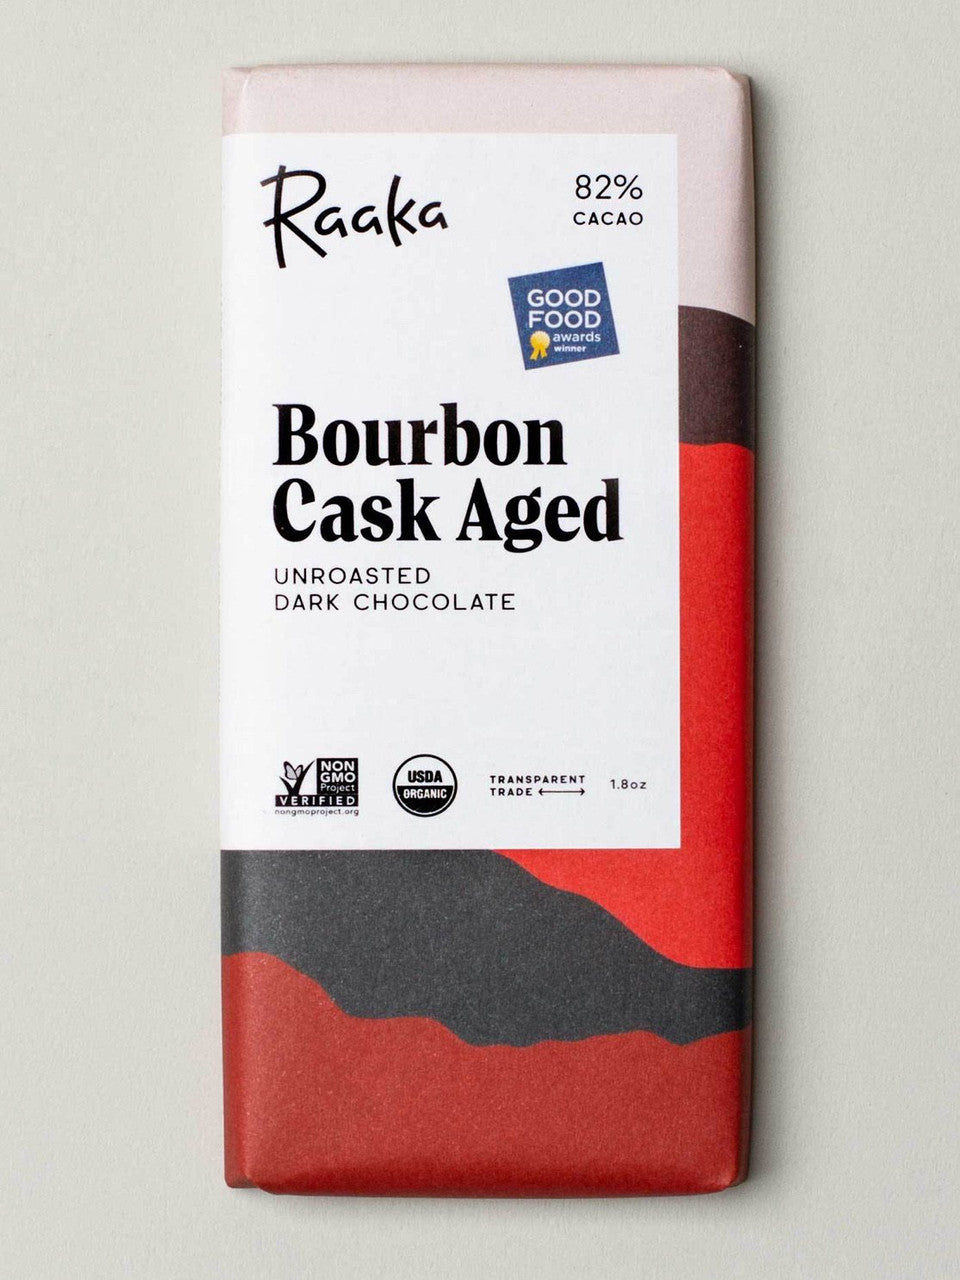 Raaka
82%
CACAO
GOOD
FOOD
awards
winner
Bourbon
Cask Aged
UNROASTED
DARK CHOCOLATE
NON
GMO
Project
VERIFIED
nongmoproject.org
USDA
ORGANIC
TRANSPARENT
TRADE
1.8oz